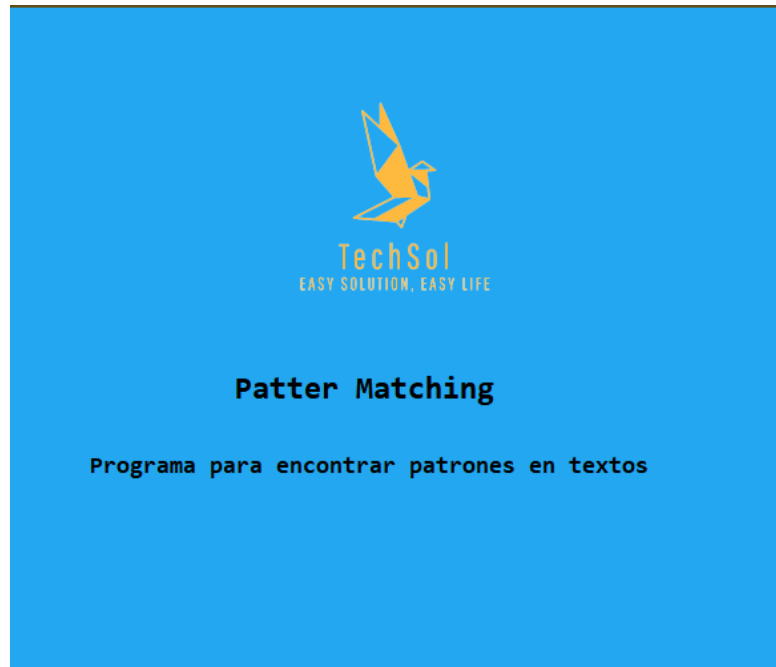 TechSol
EASY SOLUTION, EASY LIFE
Patter Matching
Programa para encontrar patrones en textos